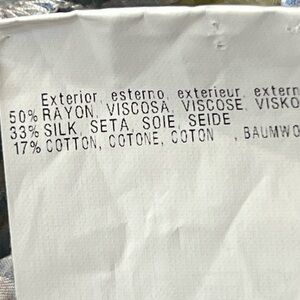 Exterior, esterno, exterieur, extern
50% RAYON, VISCOSA, VISCOSE, VISKO
33% SILK, SETA, SOIE, SEIDE
17% COTTON, COTONE, COTON , BAUMWO